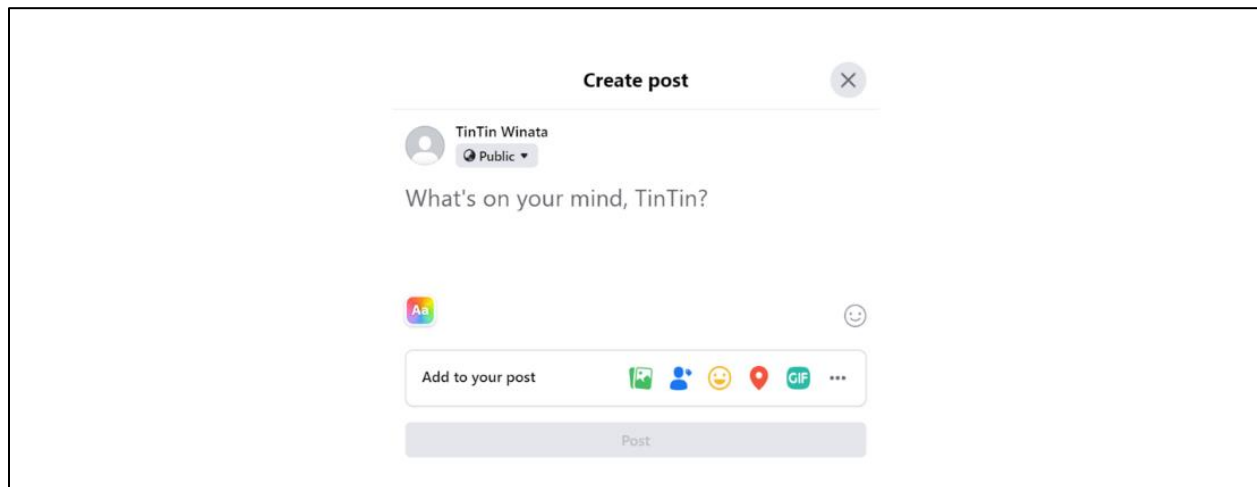 Create post
TinTin Winata
Public
What's on your mind, TinTin?
Aa
Add to your post
GIF
Post